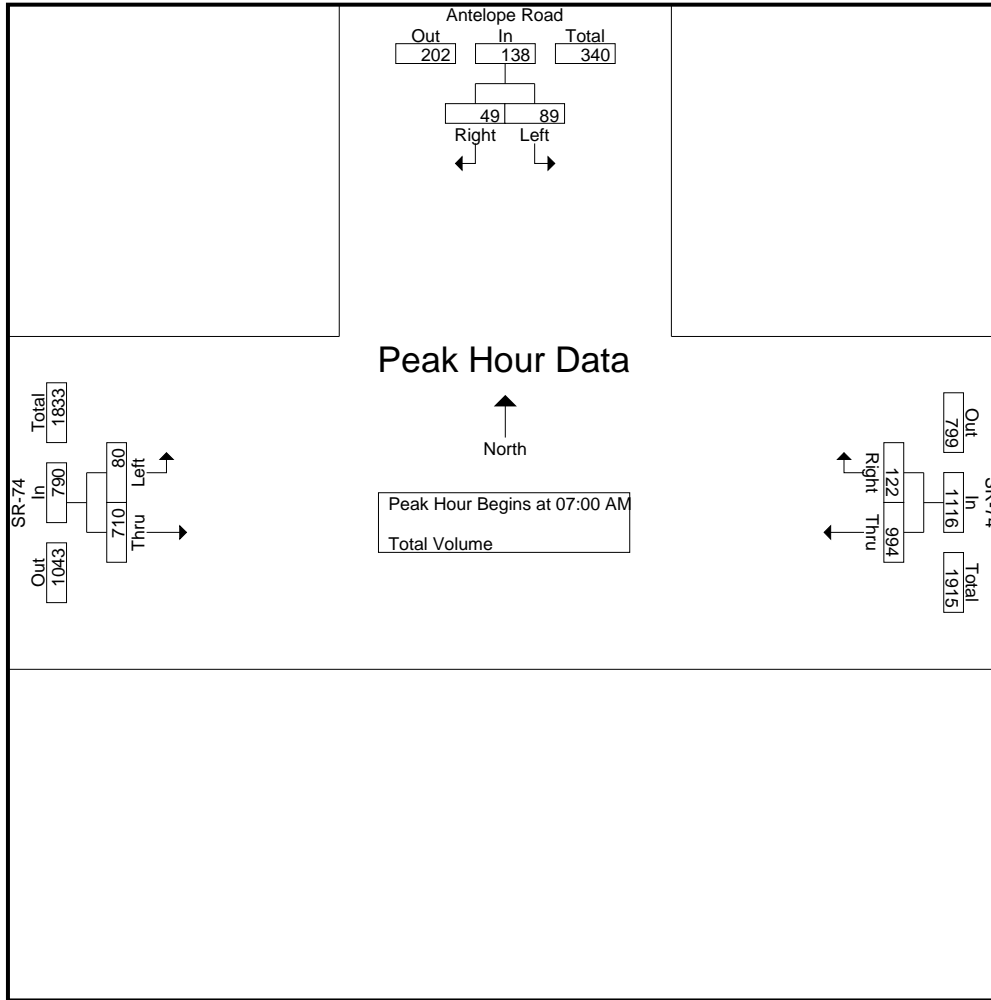 Antelope Road
Out In Total
202 138 340
49 89
Right Left
Peak Hour Data
North
Peak Hour Begins at 07:00 AM
Total Volume
SR-74
Total In Out
1833 790 1043
80 710
Left Thru
SR-74
Out In Total
799 1116 1915
122 994
Right Thru